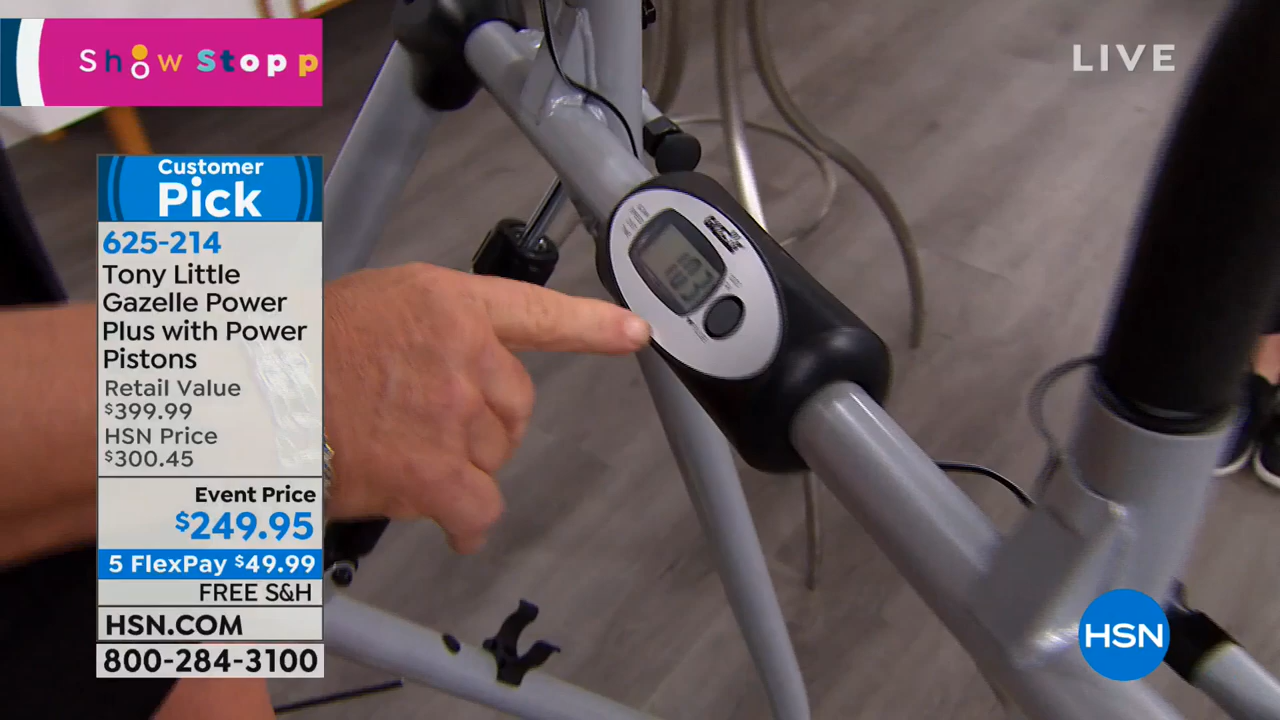 Show Stopp
LIVE
Customer
Pick
625-214
Tony Little
Gazelle Power
Plus with Power
Pistons
Retail Value
$399.99
HSN Price
$300.45
Event Price
$249.95
5 FlexPay $49.99
FREE S&H
HSN.COM
800-284-3100
HSN